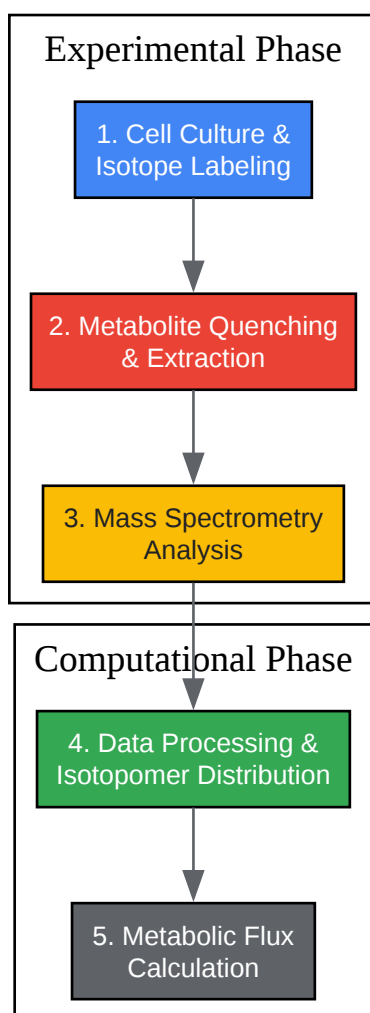 Experimental Phase
1. Cell Culture &
Isotope Labeling
2. Metabolite Quenching
& Extraction
3. Mass Spectrometry
Analysis
Computational Phase
4. Data Processing &
Isotopomer Distribution
5. Metabolic Flux
Calculation